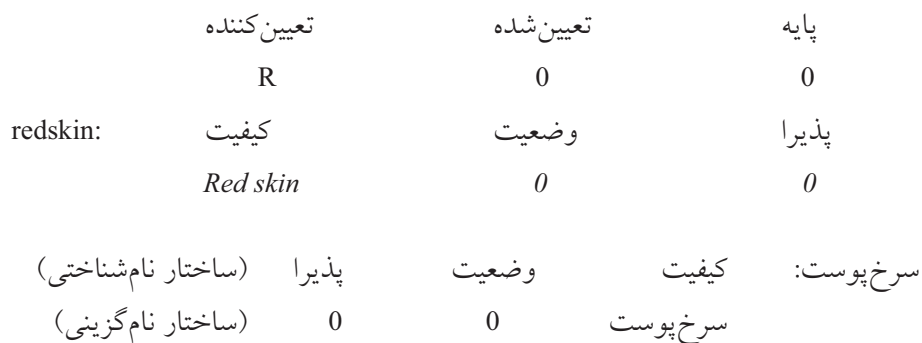 پایه تعیین‌شده تعیین‌کننده
0 0 R
پذیرا وضعیت کیفیت redskin:
0 0 Red skin
سرخ‌پوست: کیفیت وضعیت پذیرا (ساختار نام‌شناختی)
سرخ‌پوست 0 0 (ساختار نام‌گزینی)